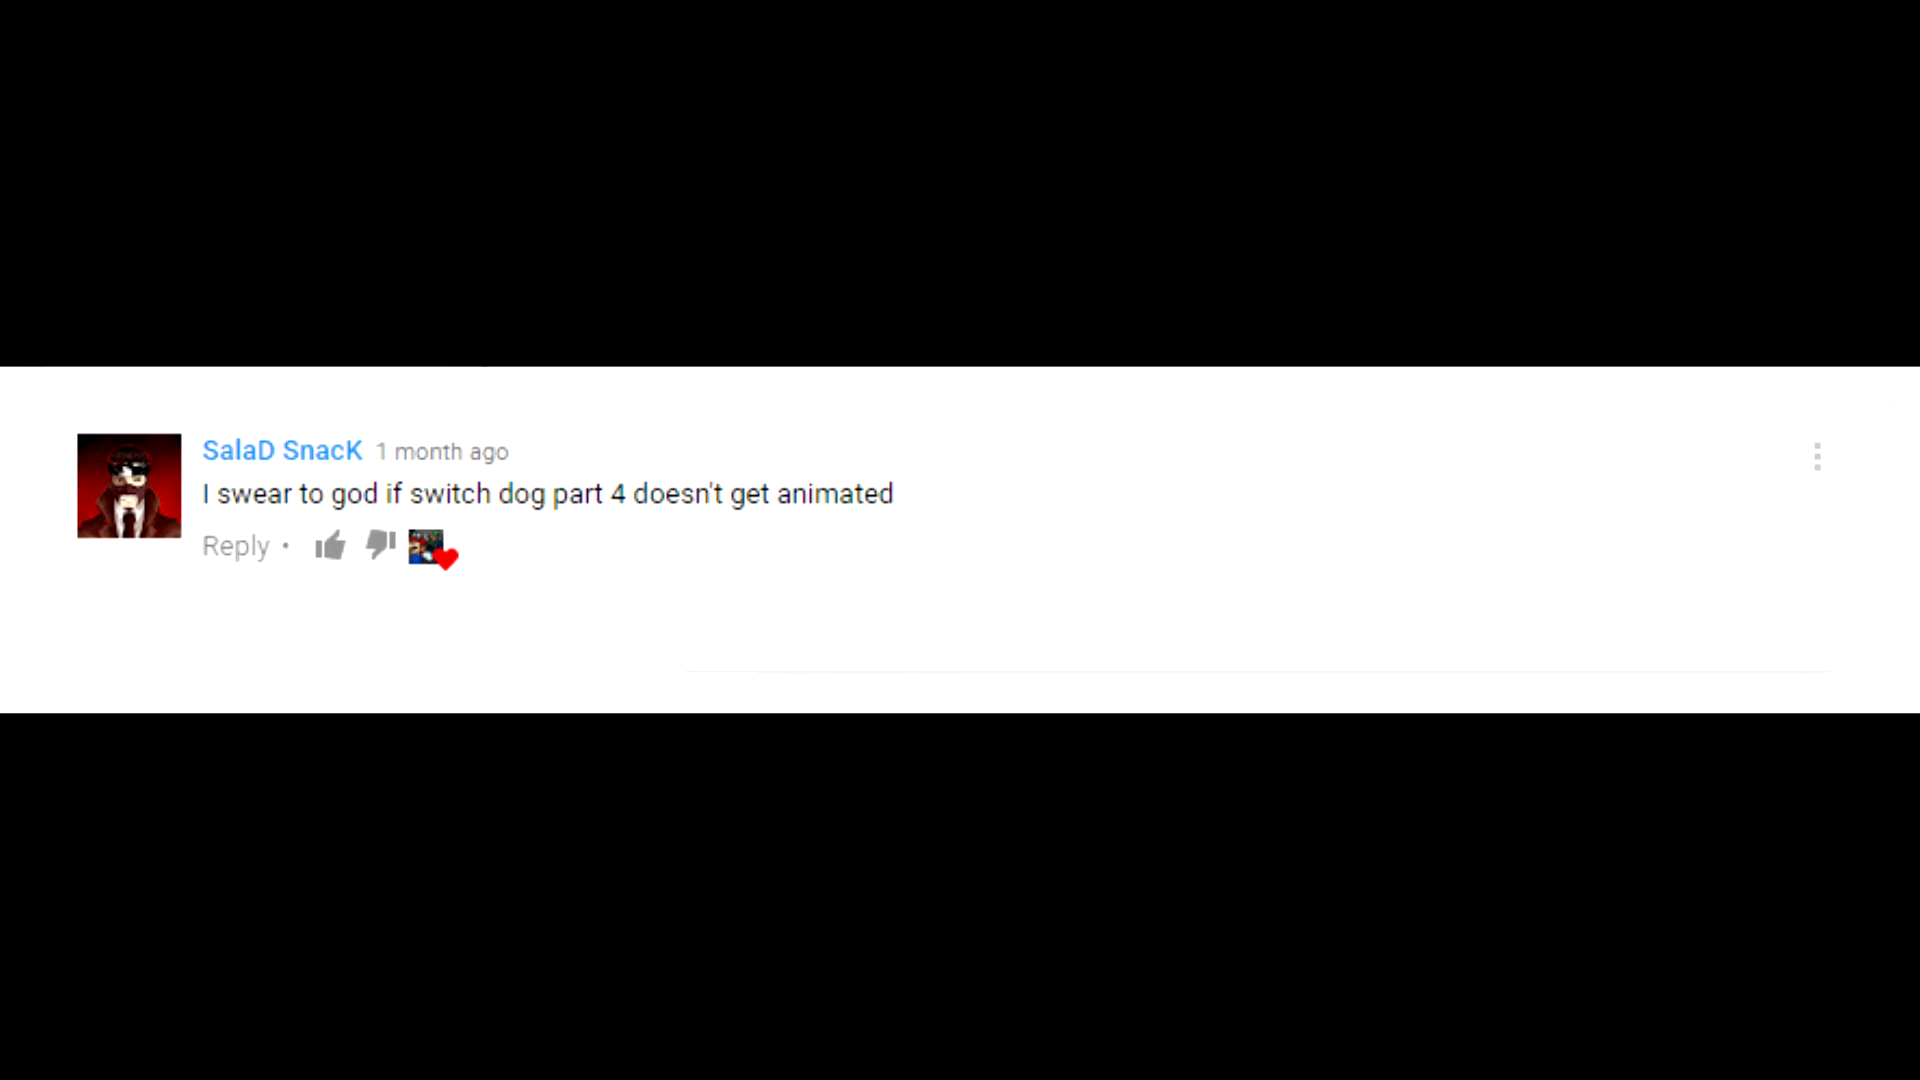 SalaD SnacK 1 month ago
I swear to god if switch dog part 4 doesn't get animated
Reply •